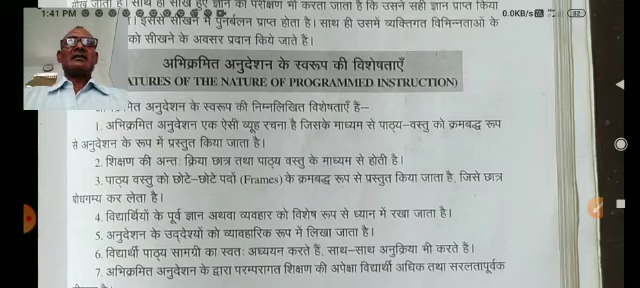 1:41 PM
0.0KB/s
82
सीख जाता है। साथ ही सीखे हुए ज्ञान का परीक्षण भी करता जाता है कि उसने सही ज्ञान प्राप्त किया
इससे सीखने में पुनर्बलन प्राप्त होता है। साथ ही उसमें व्यक्तिगत विभिन्नताओं के
को सीखने के अवसर प्रदान किये जाते हैं।
अभिक्रमित अनुदेशन के स्वरूप की विशेषताएँ
ATURES OF THE NATURE OF PROGRAMMED INSTRUCTION)
मित अनुदेशन के स्वरूप की निम्नलिखित विशेषताएँ हैं—
1. अभिक्रमित अनुदेशन एक ऐसी व्यूह रचना है जिसके माध्यम से पाठ्य–वस्तु को क्रमबद्ध रूप
से अनुदेशन के रूप में प्रस्तुत किया जाता है।
2. शिक्षण की अन्तः क्रिया छात्र तथा पाठ्य वस्तु के माध्यम से होती है।
3. पाठ्य वस्तु को छोटे–छोटे पदों (Frames) के क्रमबद्ध रूप से प्रस्तुत किया जाता है, जिसे छात्र
बोधगम्य कर लेता है।
4. विद्यार्थियों के पूर्व ज्ञान अथवा व्यवहार को विशेष रूप से ध्यान में रखा जाता है।
5. अनुदेशन के उद्देश्यों को व्यावहारिक रूप में लिखा जाता है।
6. विद्यार्थी पाठ्य सामग्री का स्वतः अध्ययन करते हैं, साथ–साथ अनुक्रिया भी करते हैं।
7. अभिक्रमित अनुदेशन के द्वारा परम्परागत शिक्षण की अपेक्षा विद्यार्थी अधिक तथा सरलतापूर्वक